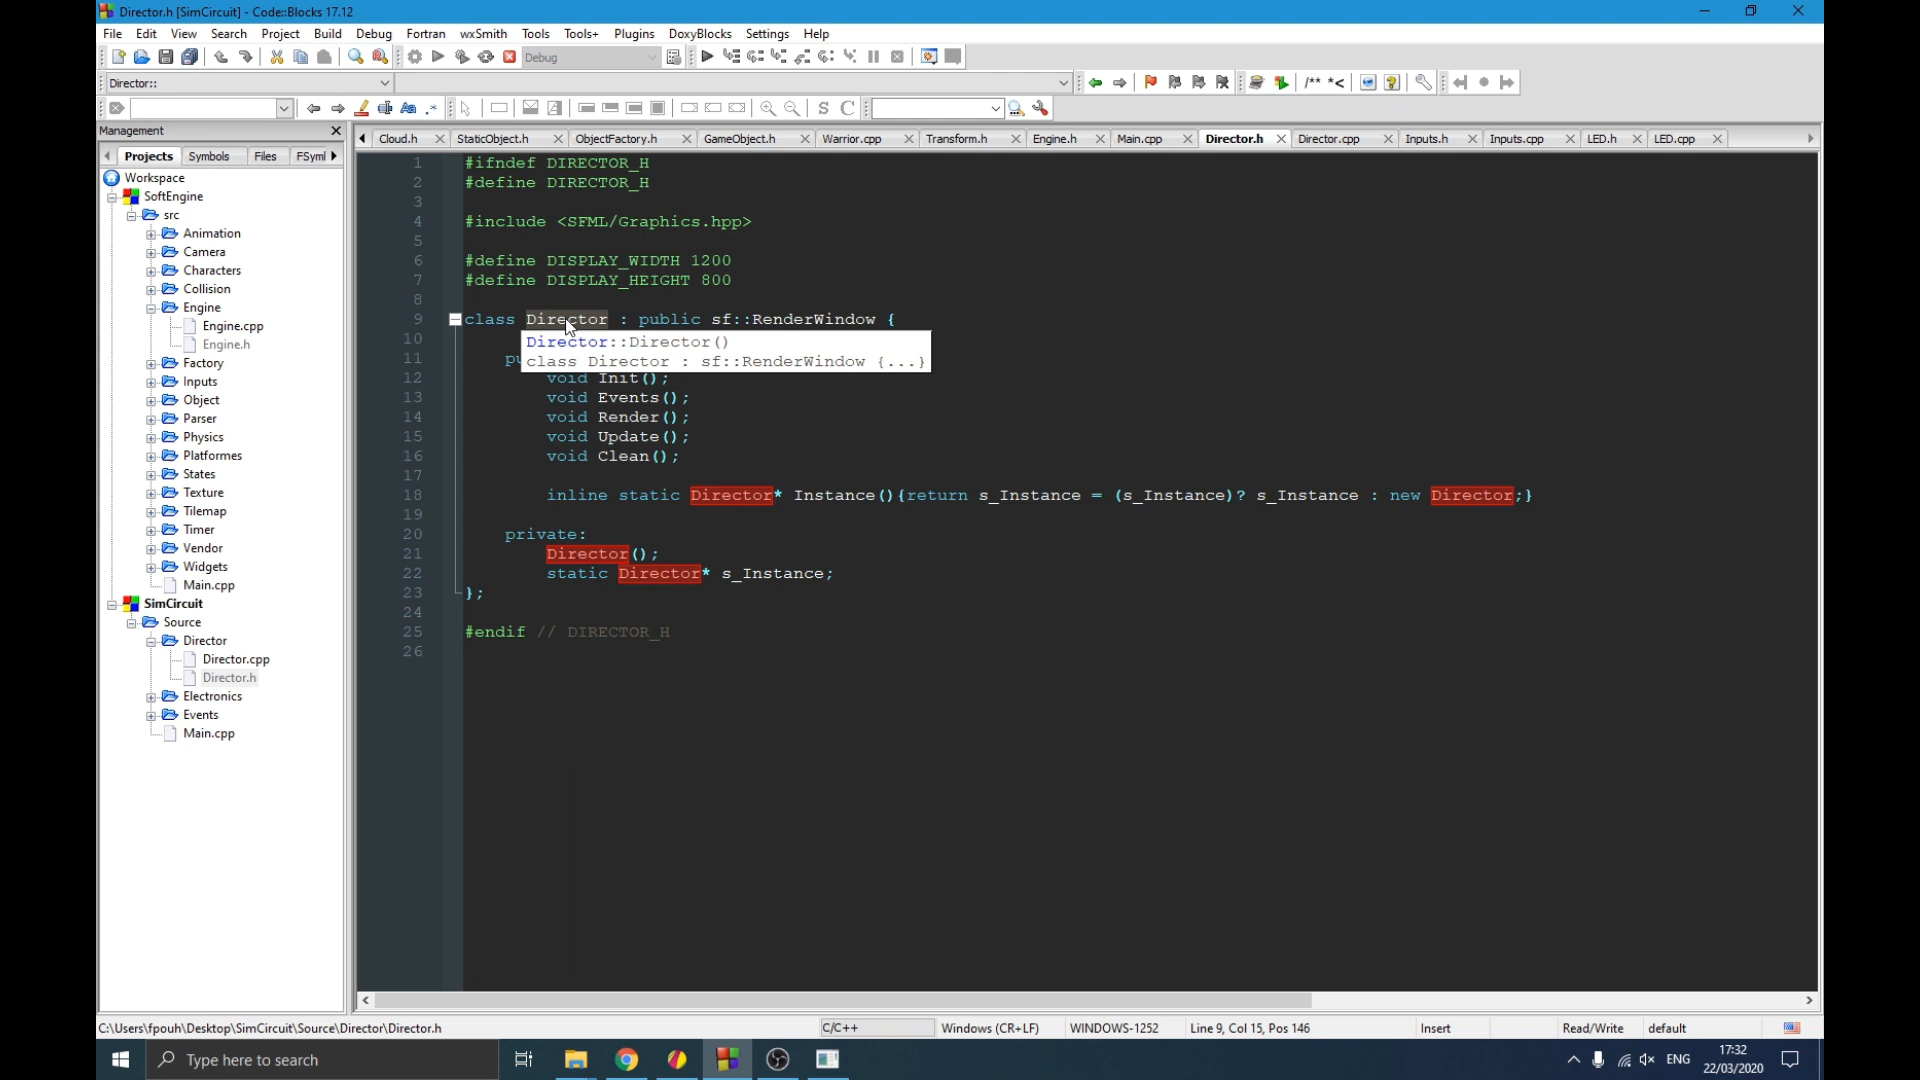 Director.h [SimCircuit] - Code::Blocks 17.12
File Edit View Search Project Build Debug Fortran wxSmith Tools Tools+ Plugins DoxyBlocks Settings Help
Debug
Director::
/** *<
Aa .*
S C
Management
Projects Symbols Files FSyml
Cloud.h StaticObject.h ObjectFactory.h GameObject.h Warrior.cpp Transform.h Engine.h Main.cpp Director.h Director.cpp Inputs.h Inputs.cpp LED.h LED.cpp
Workspace
SoftEngine
src
Animation
Camera
Characters
Collision
Engine
Engine.cpp
Engine.h
Factory
Inputs
Object
Parser
Physics
Platformes
States
Texture
Tilemap
Timer
Vendor
Widgets
Main.cpp
SimCircuit
Source
Director
Director.cpp
Director.h
Electronics
Events
Main.cpp
1 #ifndef DIRECTOR_H
2 #define DIRECTOR_H
3
4 #include <SFML/Graphics.hpp>
5
6 #define DISPLAY_WIDTH 1200
7 #define DISPLAY_HEIGHT 800
8
9 class Director : public sf::RenderWindow {
10 Director::Director()
11 class Director : sf::RenderWindow {...}
12 void Init();
13 void Events();
14 void Render();
15 void Update();
16 void Clean();
17
18 inline static Director* Instance(){return s_Instance = (s_Instance)? s_Instance : new Director;}
19
20 private:
21 Director();
22 static Director* s_Instance;
23 };
24
25 #endif // DIRECTOR_H
26
C:\Users\fpouh\Desktop\SimCircuit\Source\Director\Director.h C/C++ Windows (CR+LF) WINDOWS-1252 Line 9, Col 15, Pos 146 Insert Read/Write default
Type here to search
ENG
17:32
22/03/2020